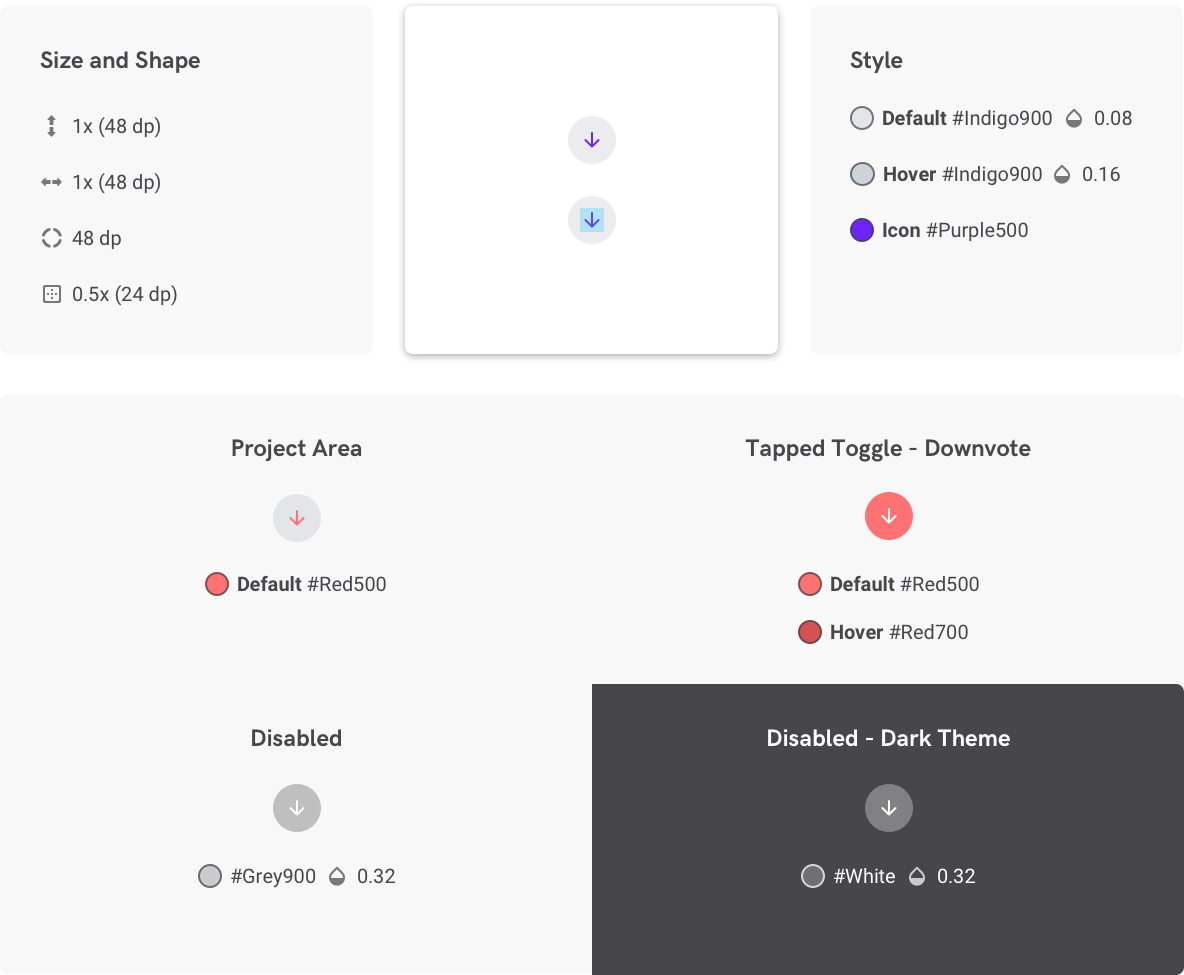 Size and Shape
1x (48 dp)
1x (48 dp)
48 dp
0.5x (24 dp)
Style
Default #Indigo900 0.08
Hover #Indigo900 0.16
Icon #Purple500
Project Area
Default #Red500
Tapped Toggle - Downvote
Default #Red500
Hover #Red700
Disabled
#Grey900 0.32
Disabled - Dark Theme
#White 0.32